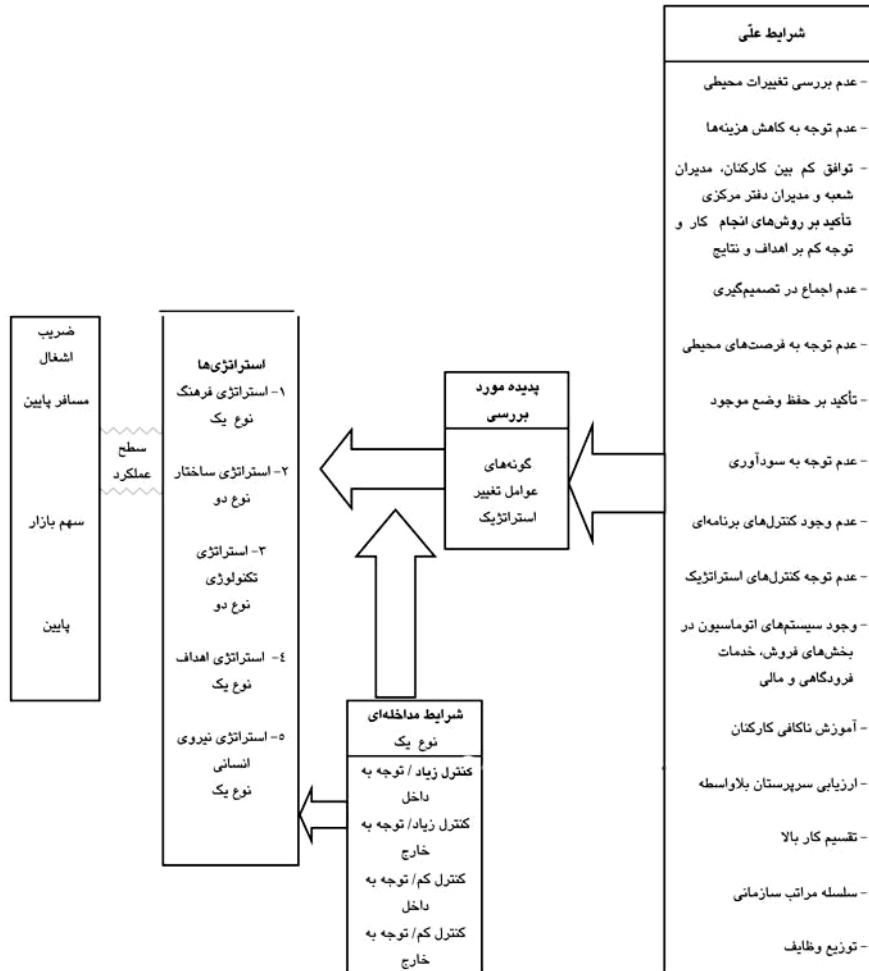 شرایط علّی
- عدم بررسی تغییرات محیطی
- عدم توجه به کاهش هزینه‌ها
- توافق کم بین کارکنان، مدیران
شعبه و مدیران دفتر مرکزی
تأکید بر روش‌های انجام کار و
توجه کم بر اهداف و نتایج
- عدم اجماع در تصمیم‌گیری
- عدم توجه به فرصت‌های محیطی
- تأکید بر حفظ وضع موجود
- عدم توجه به سودآوری
- عدم وجود کنترل‌های برنامه‌ای
- عدم توجه کنترل‌های استراتژیک
- وجود سیستم‌های اتوماسیون در
بخش‌های فروش، خدمات
فرودگاهی و مالی
- آموزش ناکافی کارکنان
- ارزیابی سرپرستان بلاواسطه
- تقسیم کار بالا
- سلسله مراتب سازمانی
- توزیع وظایف
پدیده مورد
بررسی
گونه‌های
عوامل تغییر
استراتژیک
شرایط مداخله‌ای
نوع یک
کنترل زیاد / توجه به
داخل
کنترل زیاد/ توجه به
خارج
کنترل کم/ توجه به
داخل
کنترل کم/ توجه به
خارج
استراتژی‌ها
۱- استراتژی فرهنگ
نوع یک
۲- استراتژی ساختار
نوع دو
۳- استراتژی
تکنولوژی
نوع دو
٤- استراتژی اهداف
نوع یک
٥- استراتژی نیروی
انسانی
نوع یک
سطح
عملکرد
ضریب
اشغال
مسافر پایین
سهم بازار
پایین